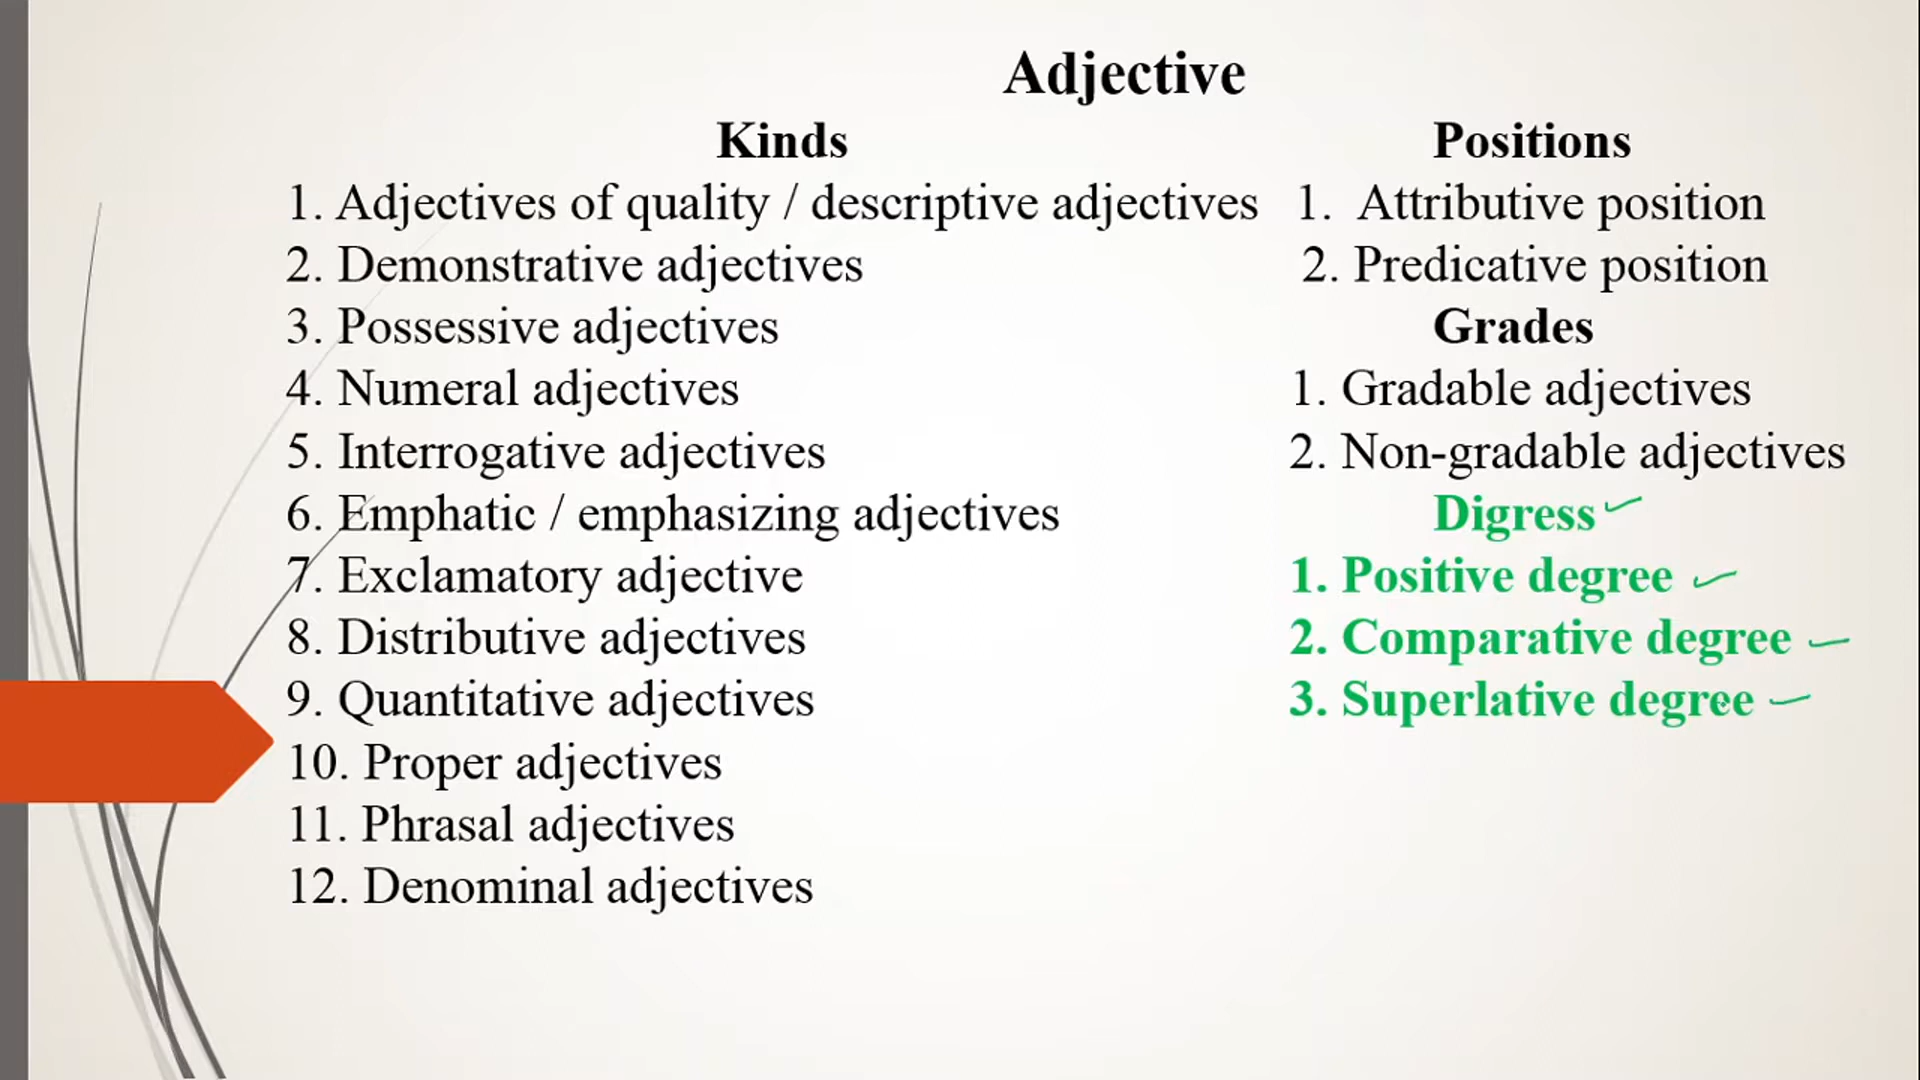 Adjective
Kinds
1. Adjectives of quality / descriptive adjectives
2. Demonstrative adjectives
3. Possessive adjectives
4. Numeral adjectives
5. Interrogative adjectives
6. Emphatic / emphasizing adjectives
7. Exclamatory adjective
8. Distributive adjectives
9. Quantitative adjectives
10. Proper adjectives
11. Phrasal adjectives
12. Denominal adjectives
Positions
1. Attributive position
2. Predicative position
Grades
1. Gradable adjectives
2. Non-gradable adjectives
Digress
1. Positive degree
2. Comparative degree
3. Superlative degree